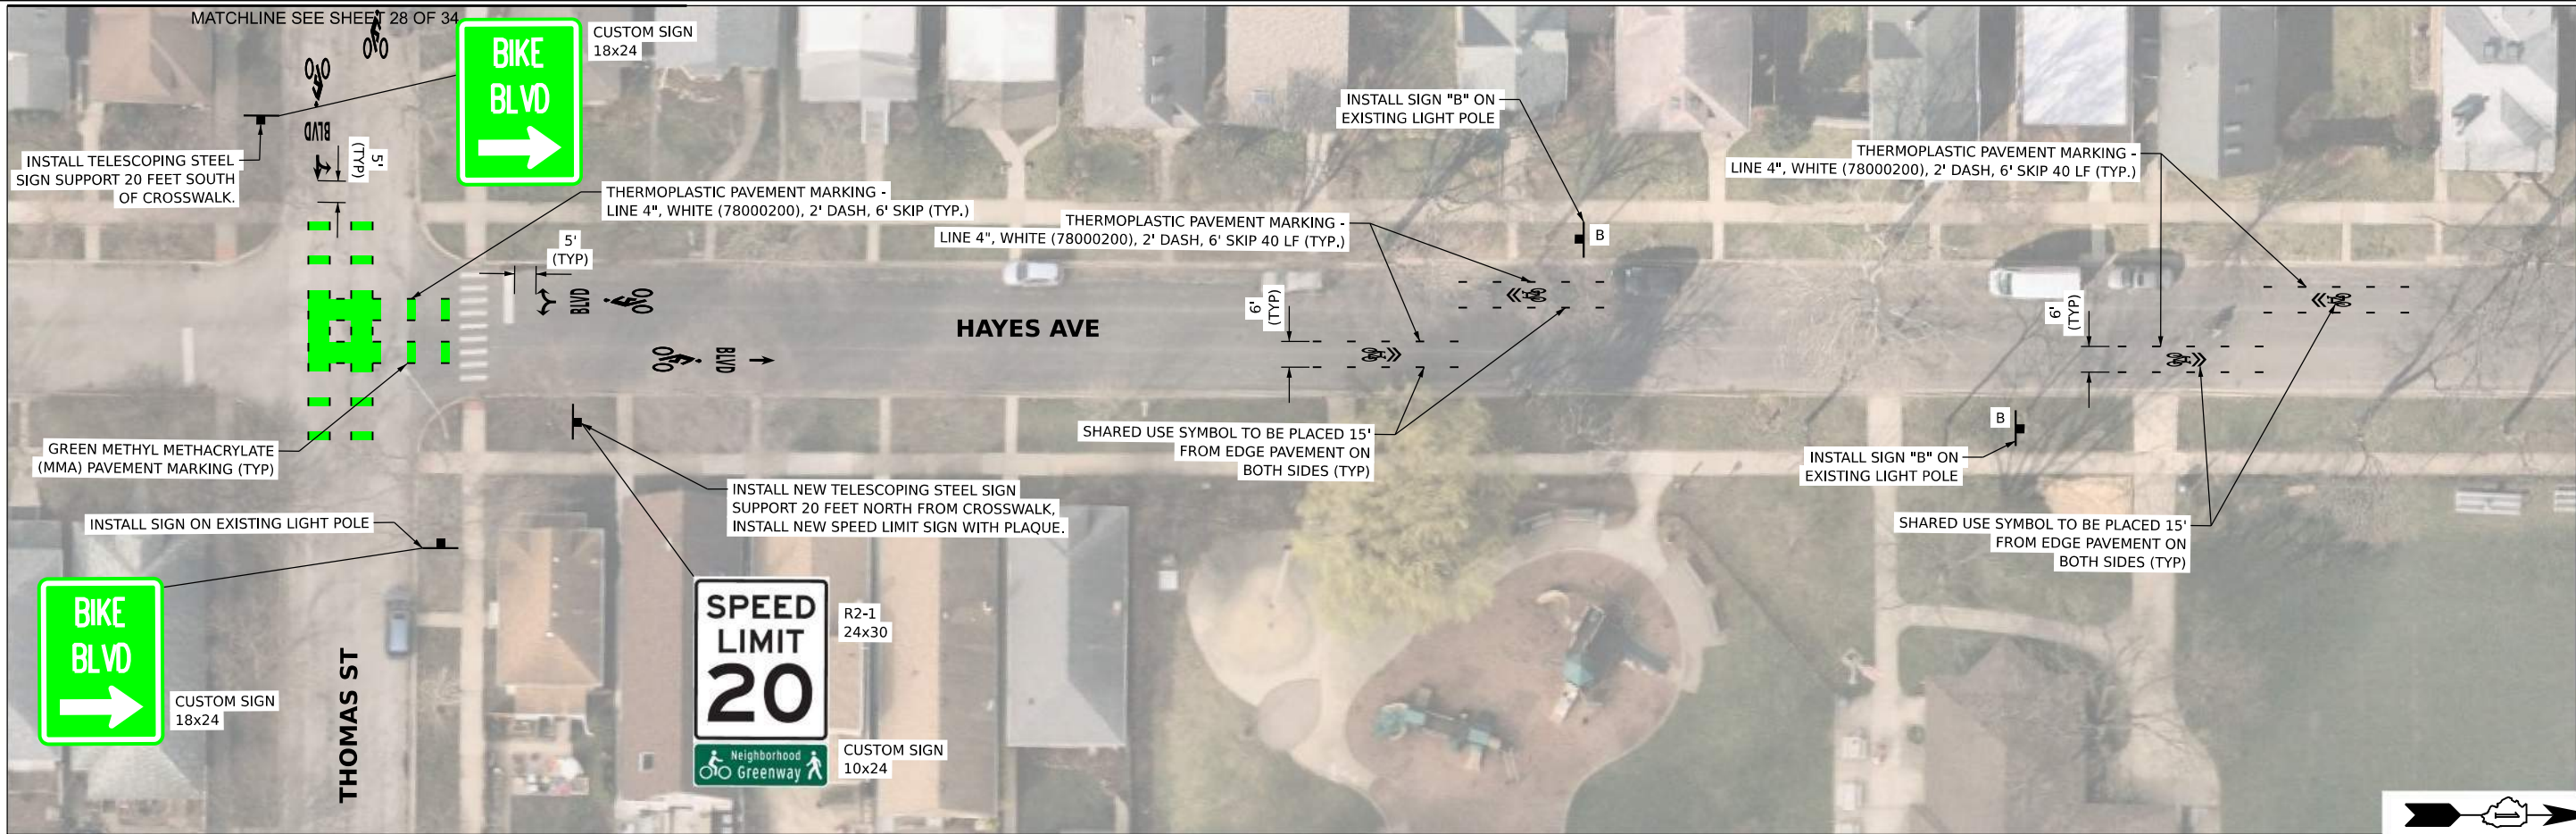 MATCHLINE SEE SHEET 28 OF 34
BIKE
BLVD
CUSTOM SIGN
18x24
BLVD
5'
(TYP)
INSTALL TELESCOPING STEEL
SIGN SUPPORT 20 FEET SOUTH
OF CROSSWALK.
THERMOPLASTIC PAVEMENT MARKING -
LINE 4", WHITE (78000200), 2' DASH, 6' SKIP (TYP.)
5'
(TYP)
BLVD
BLVD
HAYES AVE
THERMOPLASTIC PAVEMENT MARKING -
LINE 4", WHITE (78000200), 2' DASH, 6' SKIP 40 LF (TYP.)
INSTALL SIGN "B" ON
EXISTING LIGHT POLE
B
6'
(TYP)
SHARED USE SYMBOL TO BE PLACED 15'
FROM EDGE PAVEMENT ON
BOTH SIDES (TYP)
THERMOPLASTIC PAVEMENT MARKING -
LINE 4", WHITE (78000200), 2' DASH, 6' SKIP 40 LF (TYP.)
6'
(TYP)
B
INSTALL SIGN "B" ON
EXISTING LIGHT POLE
SHARED USE SYMBOL TO BE PLACED 15'
FROM EDGE PAVEMENT ON
BOTH SIDES (TYP)
GREEN METHYL METHACRYLATE
(MMA) PAVEMENT MARKING (TYP)
INSTALL SIGN ON EXISTING LIGHT POLE
INSTALL NEW TELESCOPING STEEL SIGN
SUPPORT 20 FEET NORTH FROM CROSSWALK,
INSTALL NEW SPEED LIMIT SIGN WITH PLAQUE.
BIKE
BLVD
CUSTOM SIGN
18x24
THOMAS ST
SPEED
LIMIT
20
R2-1
24x30
Neighborhood
Greenway
CUSTOM SIGN
10x24